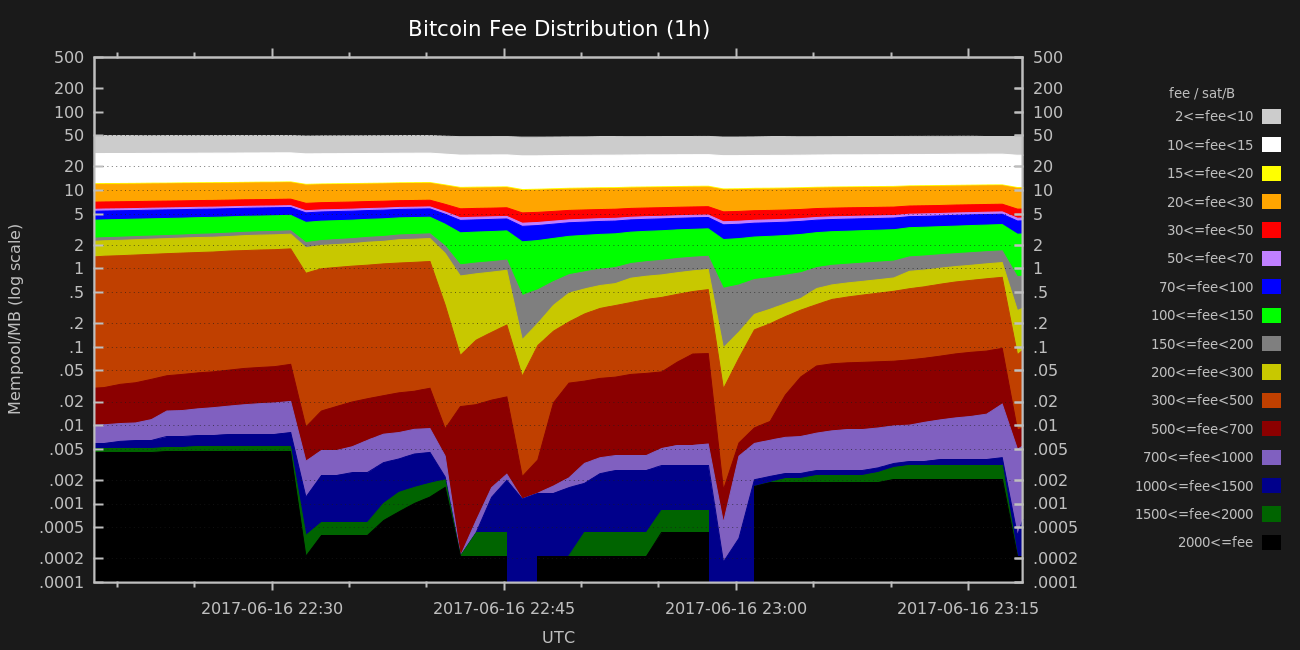 Bitcoin Fee Distribution (1h)
Mempool/MB (log scale)
500
200
100
50
20
10
5
2
1
.5
.2
.1
.05
.02
.01
.005
.002
.001
.0005
.0002
.0001
500
200
100
50
20
10
5
2
1
.5
.2
.1
.05
.02
.01
.005
.002
.001
.0005
.0002
.0001
2017-06-16 22:30
2017-06-16 22:45
2017-06-16 23:00
2017-06-16 23:15
UTC
fee / sat/B
2<=fee<10
10<=fee<15
15<=fee<20
20<=fee<30
30<=fee<50
50<=fee<70
70<=fee<100
100<=fee<150
150<=fee<200
200<=fee<300
300<=fee<500
500<=fee<700
700<=fee<1000
1000<=fee<1500
1500<=fee<2000
2000<=fee